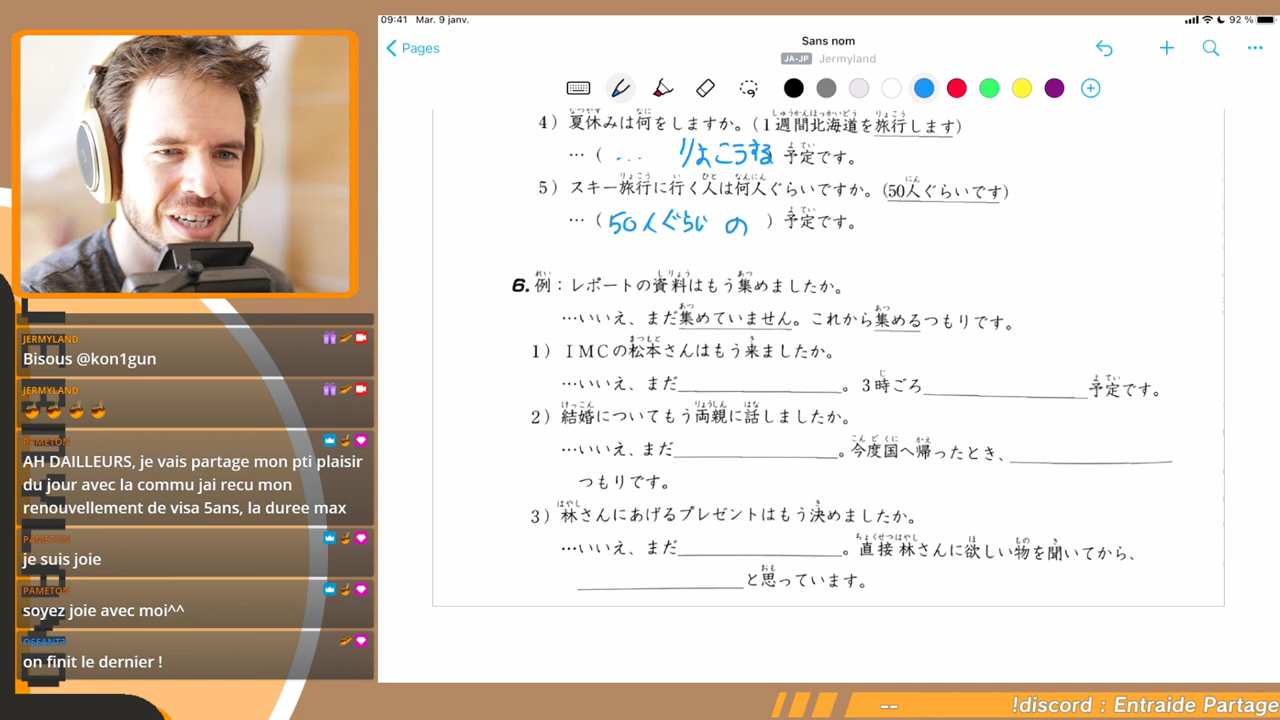 09:41 Mar. 9 janv.
92 %
Pages
Sans nom
JA-JP Jermyland
4) 夏休みは何をしますか。(1週間北海道を旅行します)
…( ... りょこうする 予定です。
5) スキー旅行に行く人は何人ぐらいですか。(50人ぐらいです)
…( 50人ぐらい の ) 予定です。
6. 例:レポートの資料はもう集めましたか。
…いいえ、まだ集めていません。これから集めるつもりです。
1) IMCの松本さんはもう来ましたか。
…いいえ、まだ____。3時ごろ____予定です。
2) 結婚についてもう両親に話しましたか。
…いいえ、まだ____。今度国へ帰ったとき、____
つもりです。
3) 林さんにあげるプレゼントはもう決めましたか。
…いいえ、まだ____。直接林さんに欲しい物を聞いてから、
____と思っています。
JERMYLAND
Bisous @kon1gun
JERMYLAND
PAMETON
AH DAILLEURS, je vais partage mon pti plaisir
du jour avec la commu jai recu mon
renouvellement de visa 5ans, la duree max
PAMETON
je suis joie
PAMETON
soyez joie avec moi^^
on finit le dernier !
-- !discord : Entraide Partage